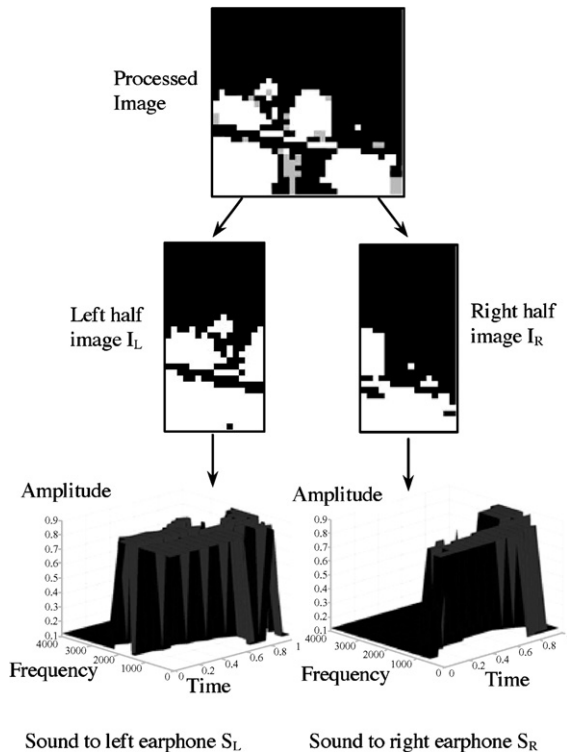 Processed
Image
Left half
image I_L
Right half
image I_R
Amplitude
0.9
0.8
0.7
0.6
0.5
0.4
0.3
0.2
0.1
4000
3000
2000
1000
0
Frequency
0
0.2
0.4
0.6
0.8
1
Time
Amplitude
0.9
0.8
0.7
0.6
0.5
0.4
0.3
0.2
0.1
4000
3000
2000
1000
0
Frequency
0
0.2
0.4
0.6
0.8
Time
Sound to left earphone S_L
Sound to right earphone S_R